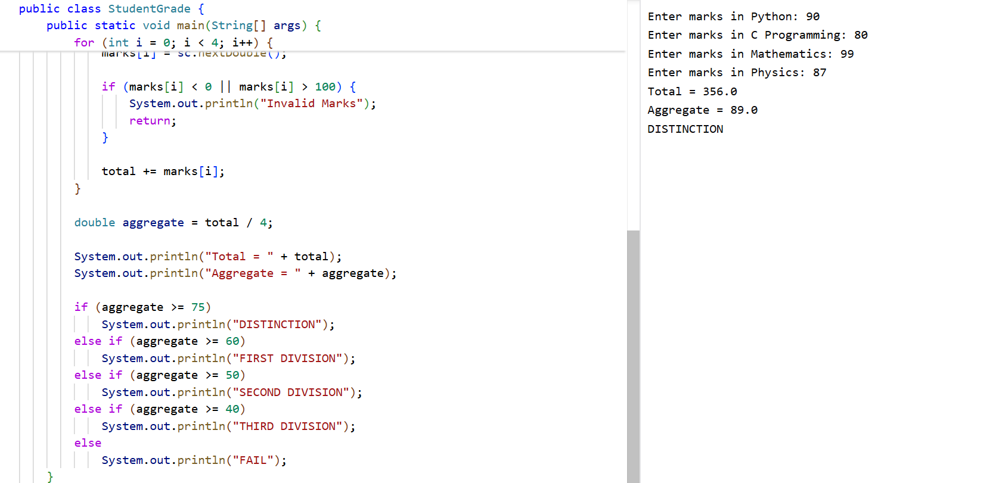 public class StudentGrade {
public static void main(String[] args) {
for (int i = 0; i < 4; i++) {
marks[i] = sc.nextDouble();
if (marks[i] < 0 || marks[i] > 100) {
System.out.println("Invalid Marks");
return;
}
total += marks[i];
}
double aggregate = total / 4;
System.out.println("Total = " + total);
System.out.println("Aggregate = " + aggregate);
if (aggregate >= 75)
System.out.println("DISTINCTION");
else if (aggregate >= 60)
System.out.println("FIRST DIVISION");
else if (aggregate >= 50)
System.out.println("SECOND DIVISION");
else if (aggregate >= 40)
System.out.println("THIRD DIVISION");
else
System.out.println("FAIL");
}
Enter marks in Python: 90
Enter marks in C Programming: 80
Enter marks in Mathematics: 99
Enter marks in Physics: 87
Total = 356.0
Aggregate = 89.0
DISTINCTION